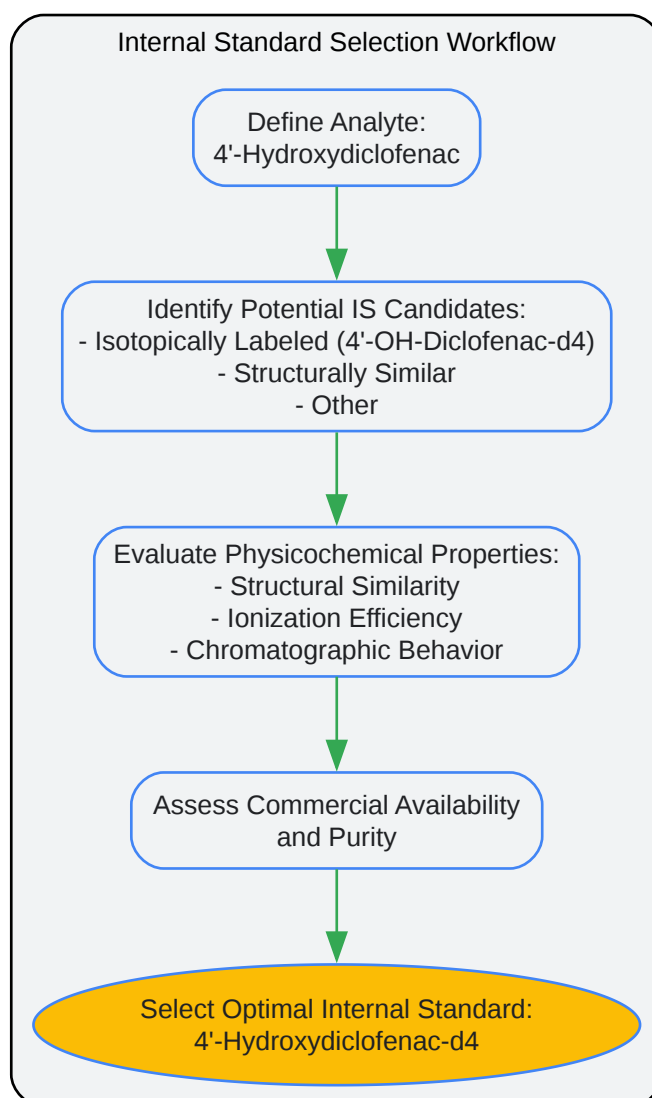 Internal Standard Selection Workflow
Define Analyte:
4'-Hydroxydiclofenac
Identify Potential IS Candidates:
- Isotopically Labeled (4'-OH-Diclofenac-d4)
- Structurally Similar
- Other
Evaluate Physicochemical Properties:
- Structural Similarity
- Ionization Efficiency
- Chromatographic Behavior
Assess Commercial Availability
and Purity
Select Optimal Internal Standard:
4'-Hydroxydiclofenac-d4